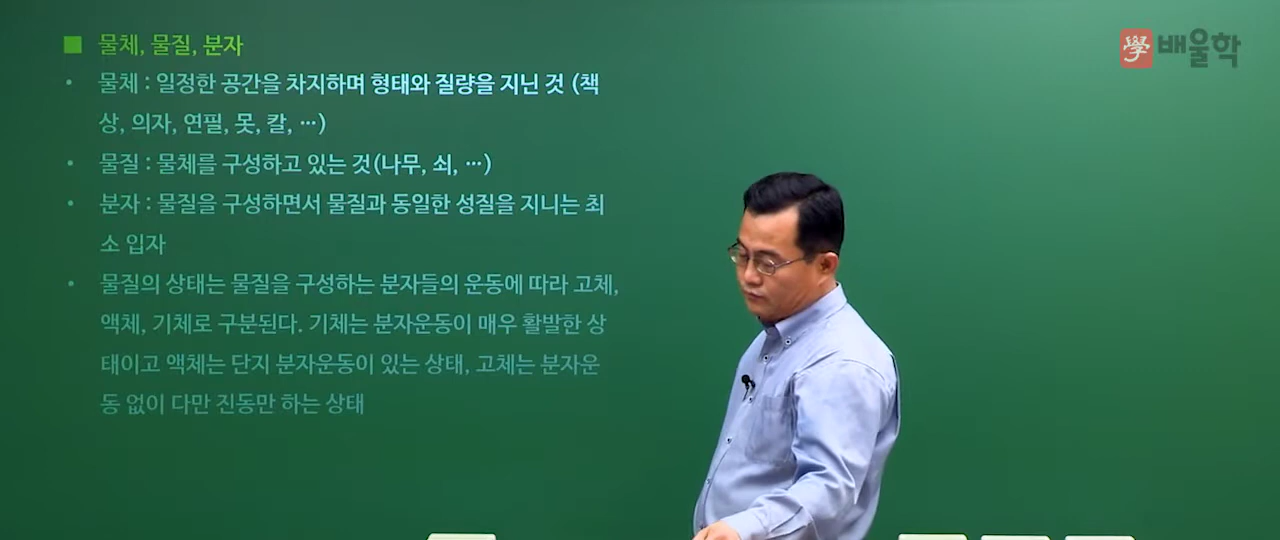 ■ 물체, 물질, 분자
學 배울학
• 물체 : 일정한 공간을 차지하며 형태와 질량을 지닌 것 (책
상, 의자, 연필, 못, 칼, …)
• 물질 : 물체를 구성하고 있는 것(나무, 쇠, …)
• 분자 : 물질을 구성하면서 물질과 동일한 성질을 지니는 최
소 입자
• 물질의 상태는 물질을 구성하는 분자들의 운동에 따라 고체,
액체, 기체로 구분된다. 기체는 분자운동이 매우 활발한 상
태이고 액체는 단지 분자운동이 있는 상태, 고체는 분자운
동 없이 다만 진동만 하는 상태